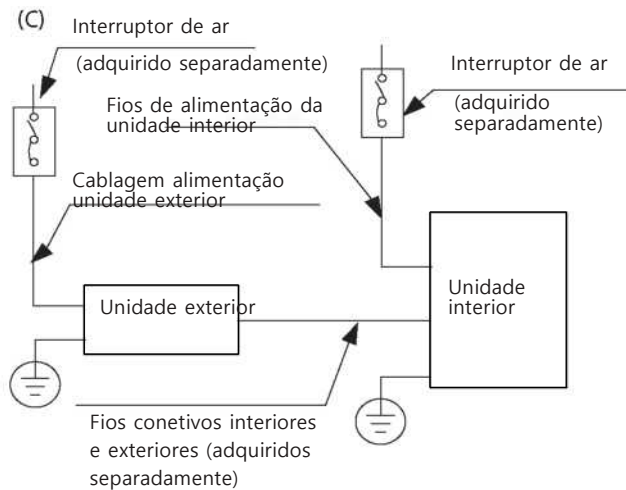 (C)
Interruptor de ar
(adquirido separadamente)
Interruptor de ar
(adquirido
separadamente)
Fios de alimentação da
unidade interior
Cablagem alimentação
unidade exterior
Unidade exterior
Unidade
interior
Fios conetivos interiores
e exteriores (adquiridos
separadamente)